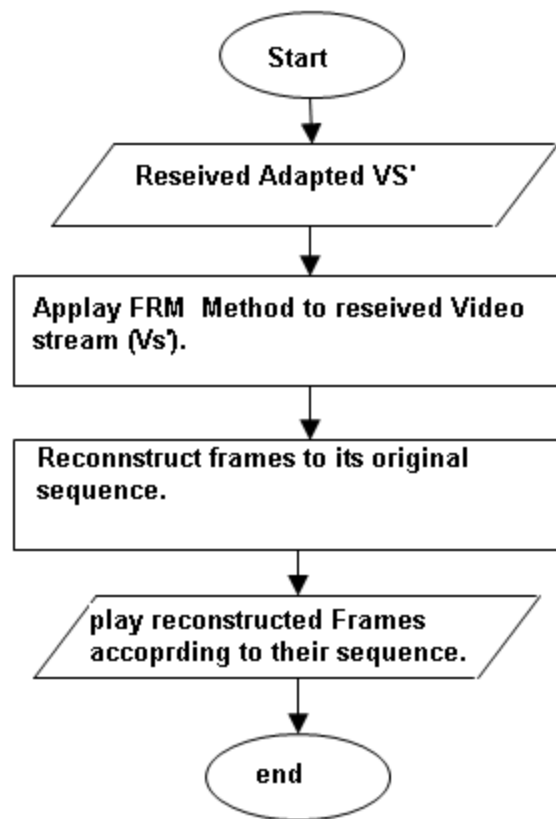 Start
Reseived Adapted VS'
Applay FRM Method to reseived Video
stream (Vs').
Reconnstruct frames to its original
sequence.
play reconstructed Frames
accoprding to their sequence.
end